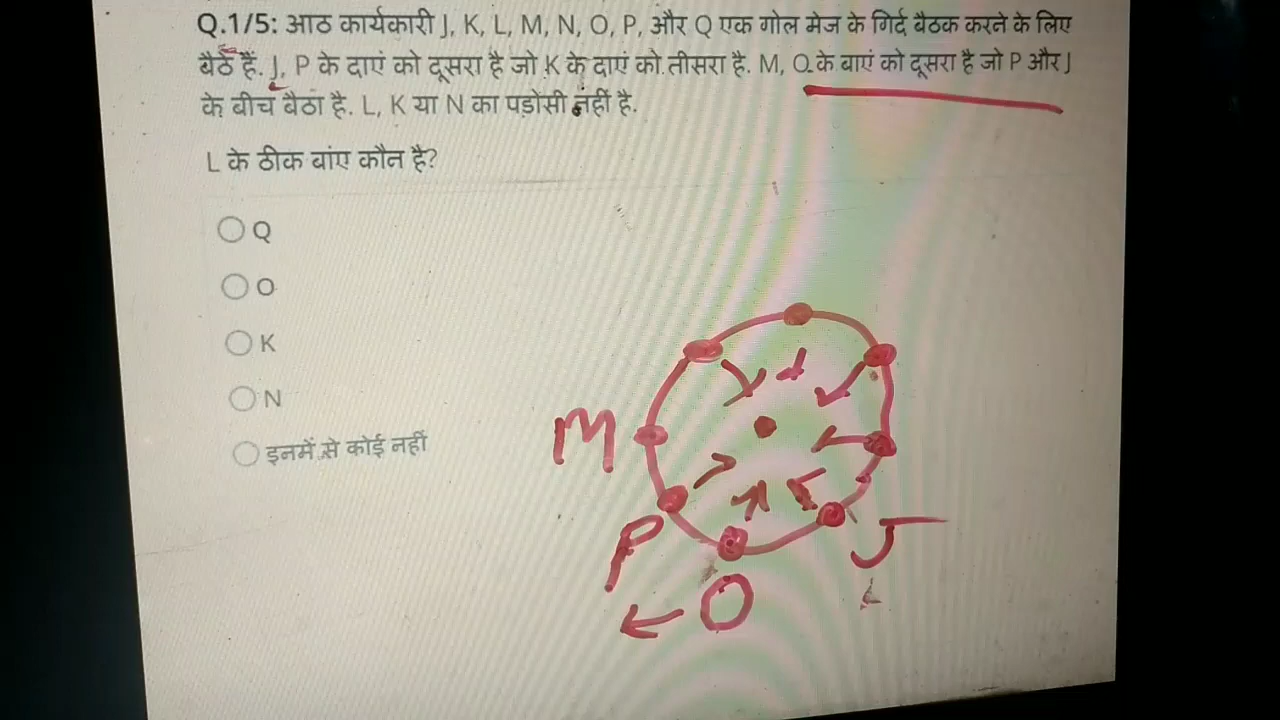 Q.1/5: आठ कार्यकारी J, K, L, M, N, O, P, और Q एक गोल मेज के गिर्द बैठक करने के लिए
बैठे हैं. J, P के दाएं को दूसरा है जो K के दाएं को तीसरा है. M, O के बाएं को दूसरा है जो P और J
के बीच बैठा है. L, K या N का पड़ोसी नहीं है.
L के ठीक बांए कौन है?
Q
O
K
N
इनमें से कोई नहीं
M
P
O
J